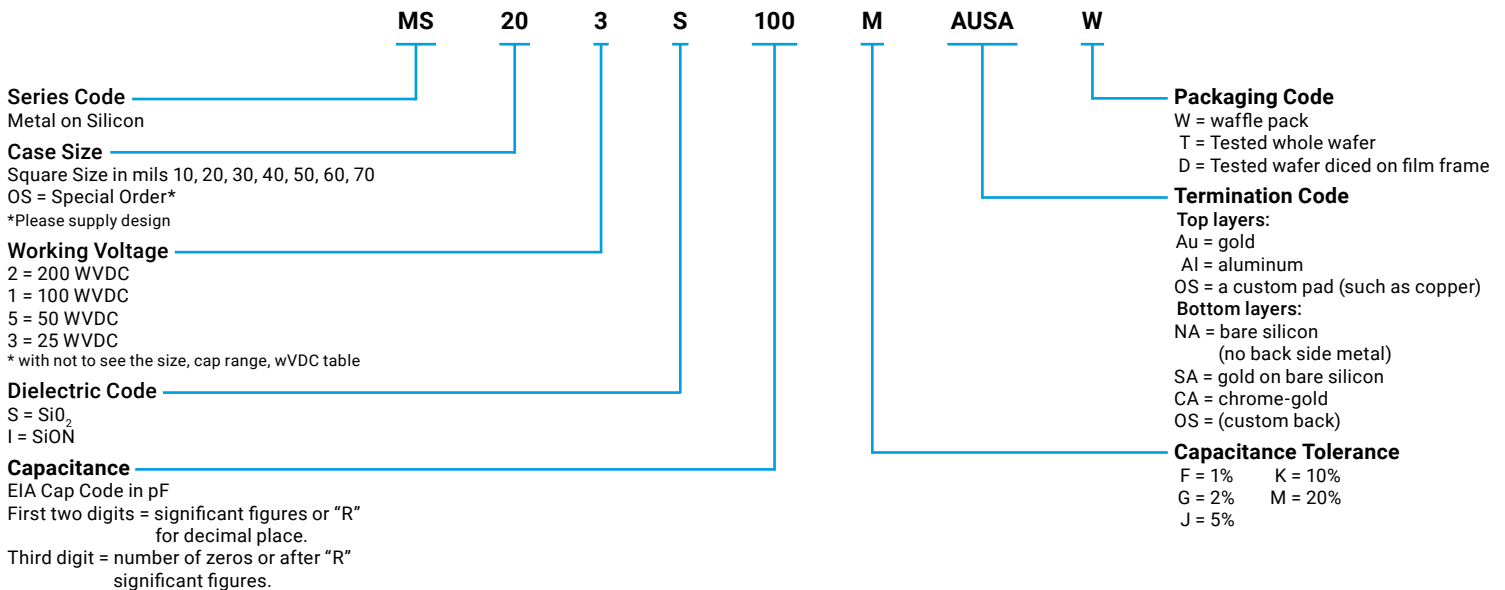 MS 20 3 S 100 M AUSA W
Series Code
Metal on Silicon
Case Size
Square Size in mils 10, 20, 30, 40, 50, 60, 70
OS = Special Order*
*Please supply design
Working Voltage
2 = 200 WVDC
1 = 100 WVDC
5 = 50 WVDC
3 = 25 WVDC
* with not to see the size, cap range, wVDC table
Dielectric Code
S = Si0₂
I = SiON
Capacitance
EIA Cap Code in pF
First two digits = significant figures or “R”
for decimal place.
Third digit = number of zeros or after “R”
significant figures.
Packaging Code
W = waffle pack
T = Tested whole wafer
D = Tested wafer diced on film frame
Termination Code
Top layers:
Au = gold
Al = aluminum
OS = a custom pad (such as copper)
Bottom layers:
NA = bare silicon
(no back side metal)
SA = gold on bare silicon
CA = chrome-gold
OS = (custom back)
Capacitance Tolerance
F = 1% K = 10%
G = 2% M = 20%
J = 5%